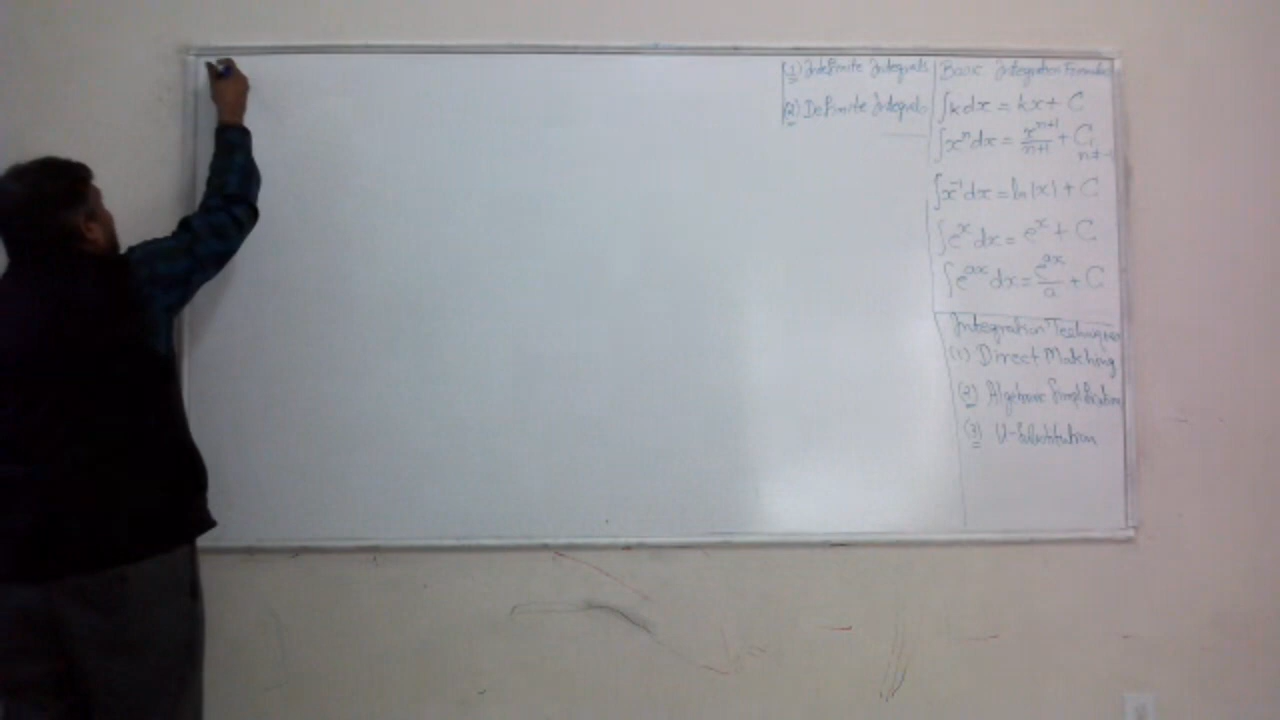 (1) Indefinite Integrals
(2) Definite Integrals
Basic Integration Formulas
∫k dx = kx + C
∫xⁿ dx = xⁿ⁺¹/n+1 + C, n≠-1
∫x⁻¹ dx = ln|x| + C
∫eˣ dx = eˣ + C
∫eᵃˣ dx = eᵃˣ/a + C
Integration Techniques
(1) Direct Matching
(2) Algebraic Simplification
(3) U-Substitution